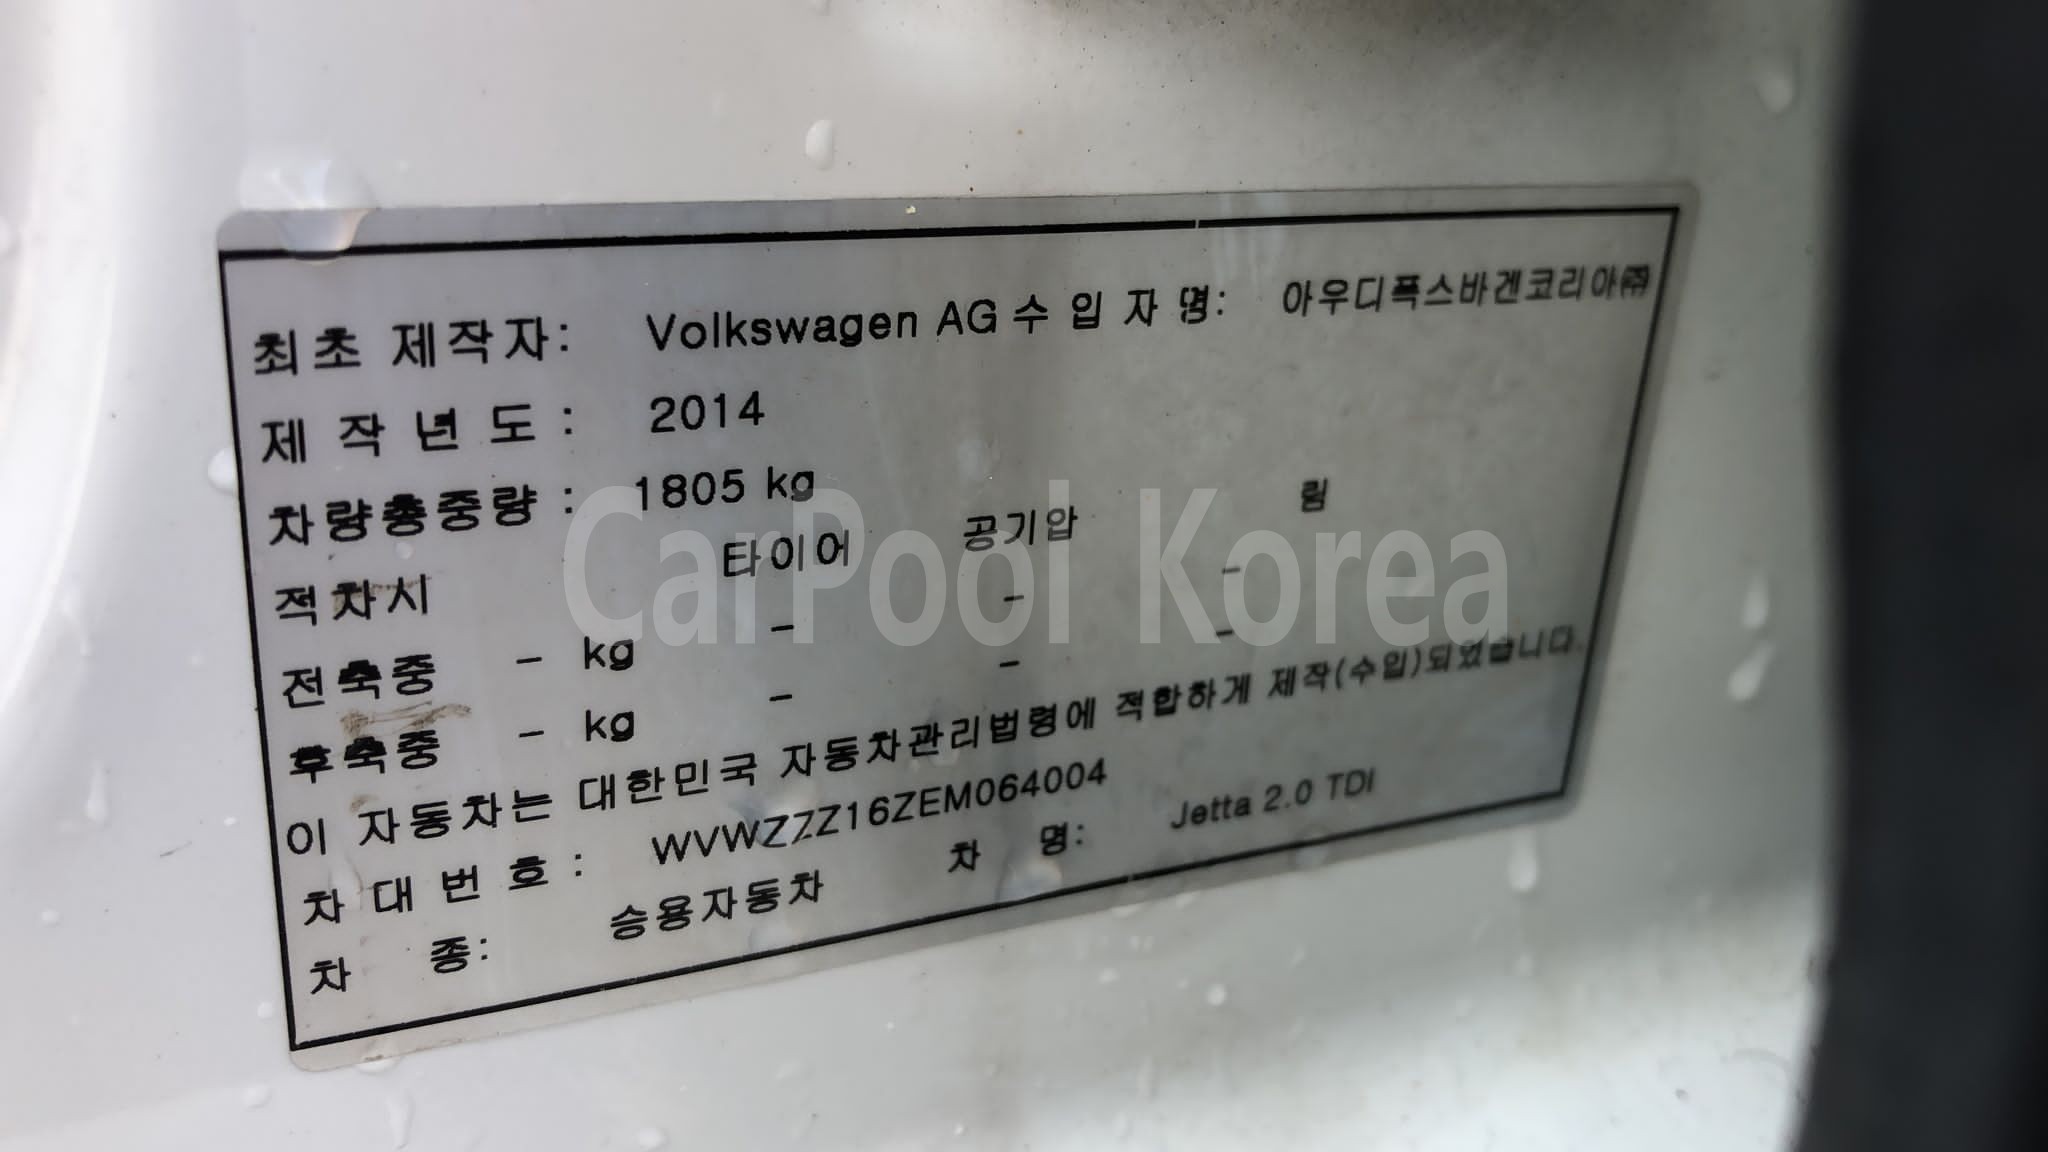 최초 제작자: Volkswagen AG 수 입 자 명: 아우디폭스바겐코리아㈜
제 작 년 도 : 2014
차량총중량 : 1805 kg
적차시 타이어 공기압 림
전축중 - kg - - -
후축중 - kg - - -
이 자동차는 대한민국 자동차관리법령에 적합하게 제작(수입)되었습니다.
차 대 번 호 : WVWZZZ16ZEM064004
차 종: 승용자동차 차 명: Jetta 2.0 TDI
CarPool Korea